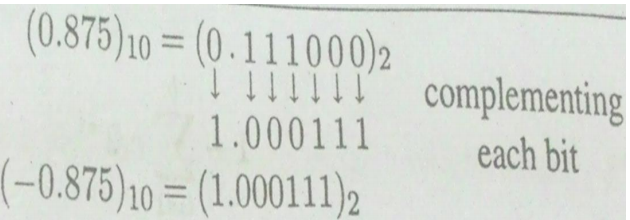 (0.875)10 = (0.111000)2
↓ ↓↓↓↓↓↓
1.000111
complementing
each bit
(−0.875)10 = (1.000111)2